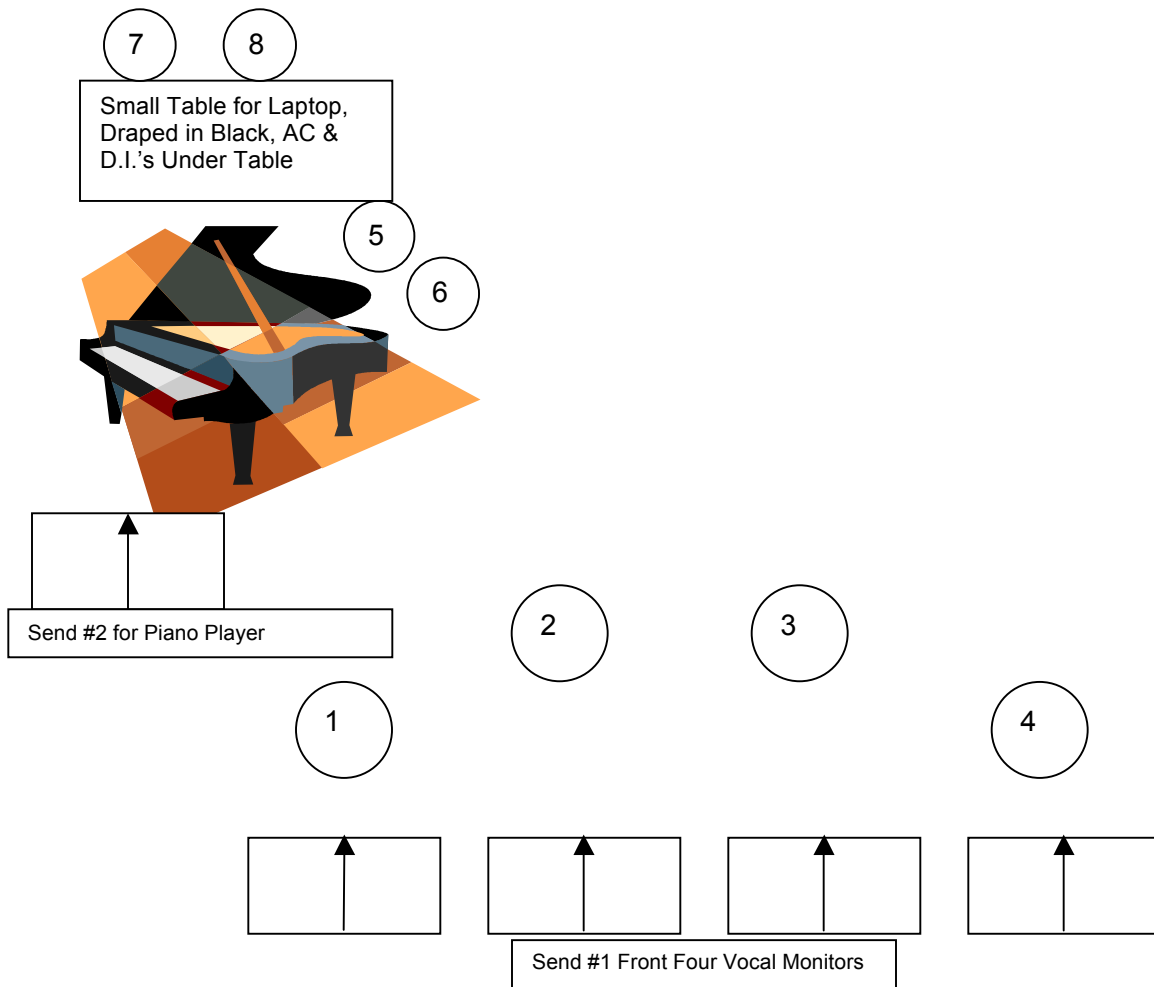 7
8
Small Table for Laptop,
Draped in Black, AC &
D.I.’s Under Table
5
6
Send #2 for Piano Player
2
3
1
4
Send #1 Front Four Vocal Monitors